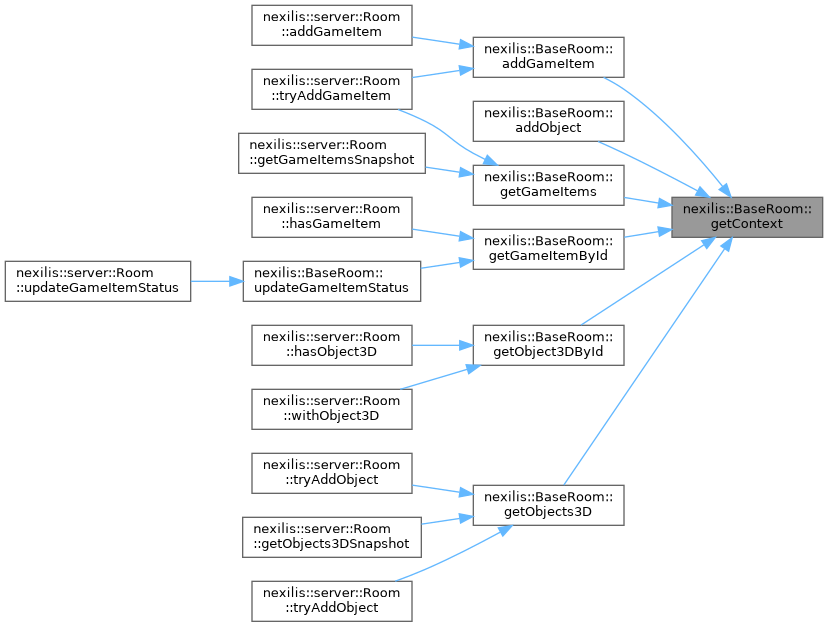 nexilis::server::Room
::addGameItem
nexilis::BaseRoom::
addGameItem
nexilis::server::Room
::tryAddGameItem
nexilis::BaseRoom::
addObject
nexilis::server::Room
::getGameItemsSnapshot
nexilis::BaseRoom::
getGameItems
nexilis::BaseRoom::
getContext
nexilis::server::Room
::hasGameItem
nexilis::BaseRoom::
getGameItemById
nexilis::server::Room
::updateGameItemStatus
nexilis::BaseRoom::
updateGameItemStatus
nexilis::server::Room
::hasObject3D
nexilis::BaseRoom::
getObject3DById
nexilis::server::Room
::withObject3D
nexilis::server::Room
::tryAddObject
nexilis::BaseRoom::
getObjects3D
nexilis::server::Room
::getObjects3DSnapshot
nexilis::server::Room
::tryAddObject